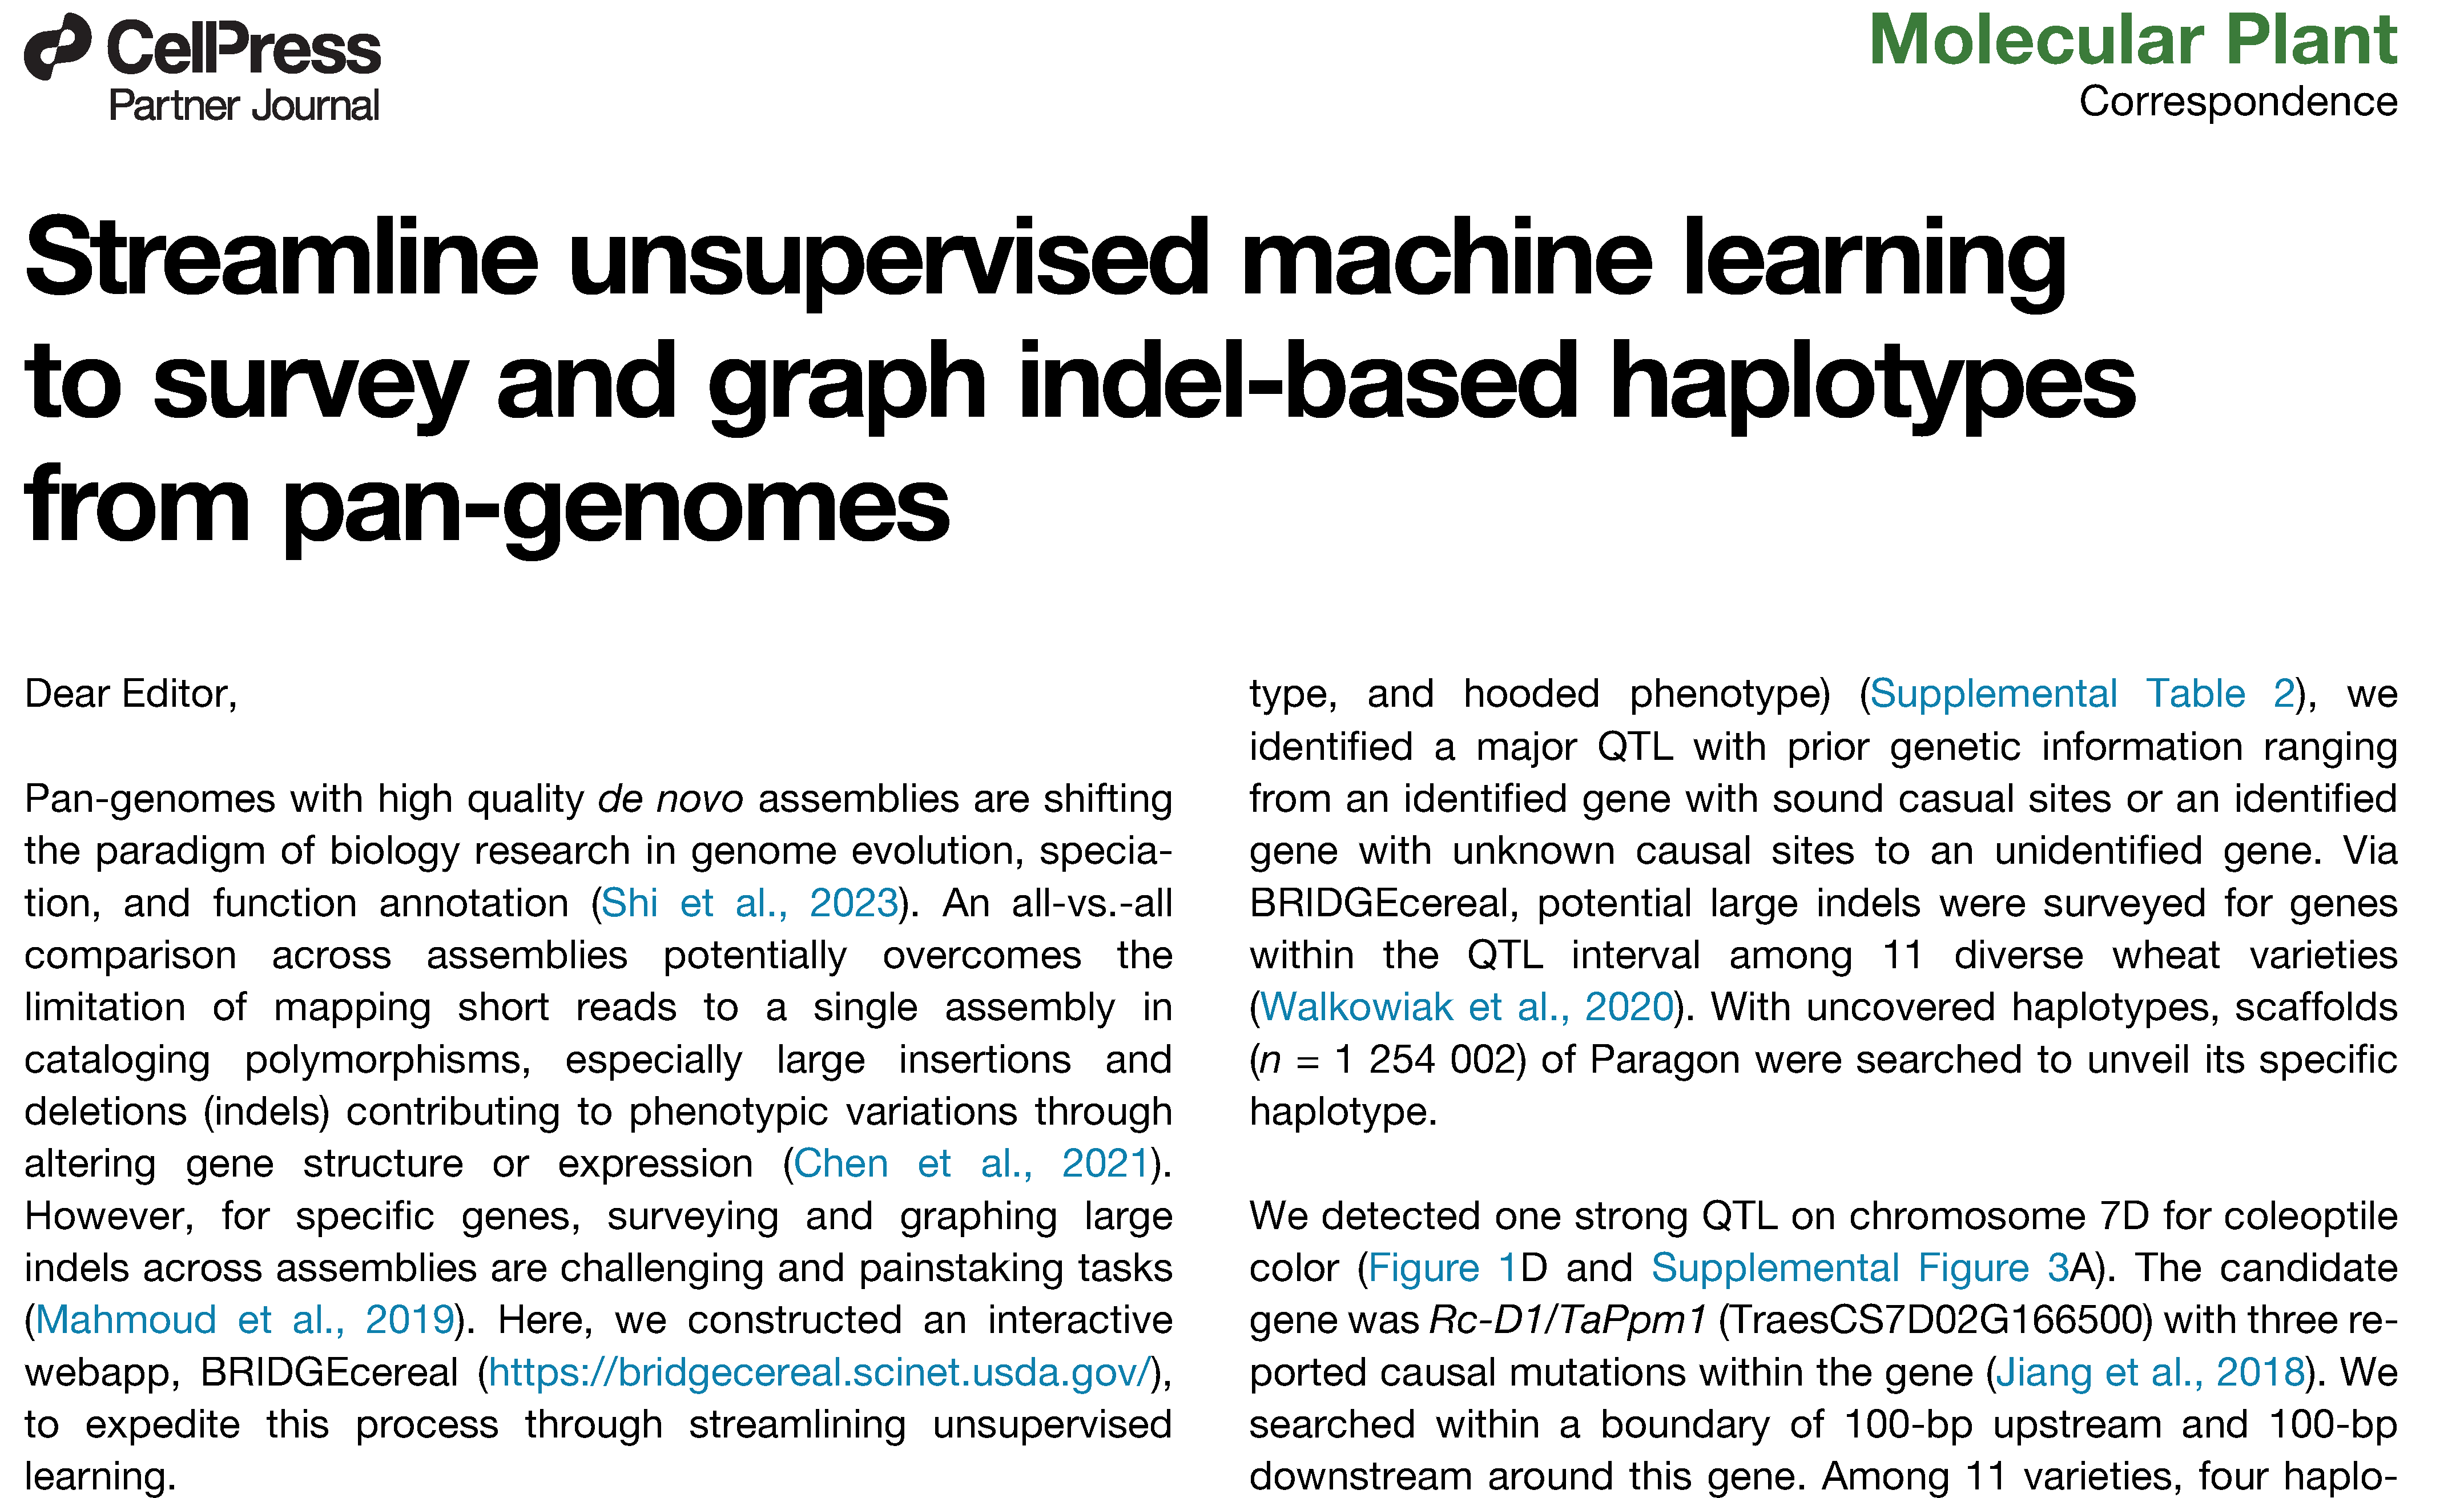 CellPress
Partner Journal
Molecular Plant
Correspondence
Streamline unsupervised machine learning
to survey and graph indel-based haplotypes
from pan-genomes
Dear Editor,
Pan-genomes with high quality de novo assemblies are shifting
the paradigm of biology research in genome evolution, specia-
tion, and function annotation (Shi et al., 2023). An all-vs.-all
comparison across assemblies potentially overcomes the
limitation of mapping short reads to a single assembly in
cataloging polymorphisms, especially large insertions and
deletions (indels) contributing to phenotypic variations through
altering gene structure or expression (Chen et al., 2021).
However, for specific genes, surveying and graphing large
indels across assemblies are challenging and painstaking tasks
(Mahmoud et al., 2019). Here, we constructed an interactive
webapp, BRIDGEcereal (https://bridgecereal.scinet.usda.gov/),
to expedite this process through streamlining unsupervised
learning.
type, and hooded phenotype) (Supplemental Table 2), we
identified a major QTL with prior genetic information ranging
from an identified gene with sound casual sites or an identified
gene with unknown causal sites to an unidentified gene. Via
BRIDGEcereal, potential large indels were surveyed for genes
within the QTL interval among 11 diverse wheat varieties
(Walkowiak et al., 2020). With uncovered haplotypes, scaffolds
(n = 1 254 002) of Paragon were searched to unveil its specific
haplotype.
We detected one strong QTL on chromosome 7D for coleoptile
color (Figure 1D and Supplemental Figure 3A). The candidate
gene was Rc-D1/TaPpm1 (TraesCS7D02G166500) with three re-
ported causal mutations within the gene (Jiang et al., 2018). We
searched within a boundary of 100-bp upstream and 100-bp
downstream around this gene. Among 11 varieties, four haplo-